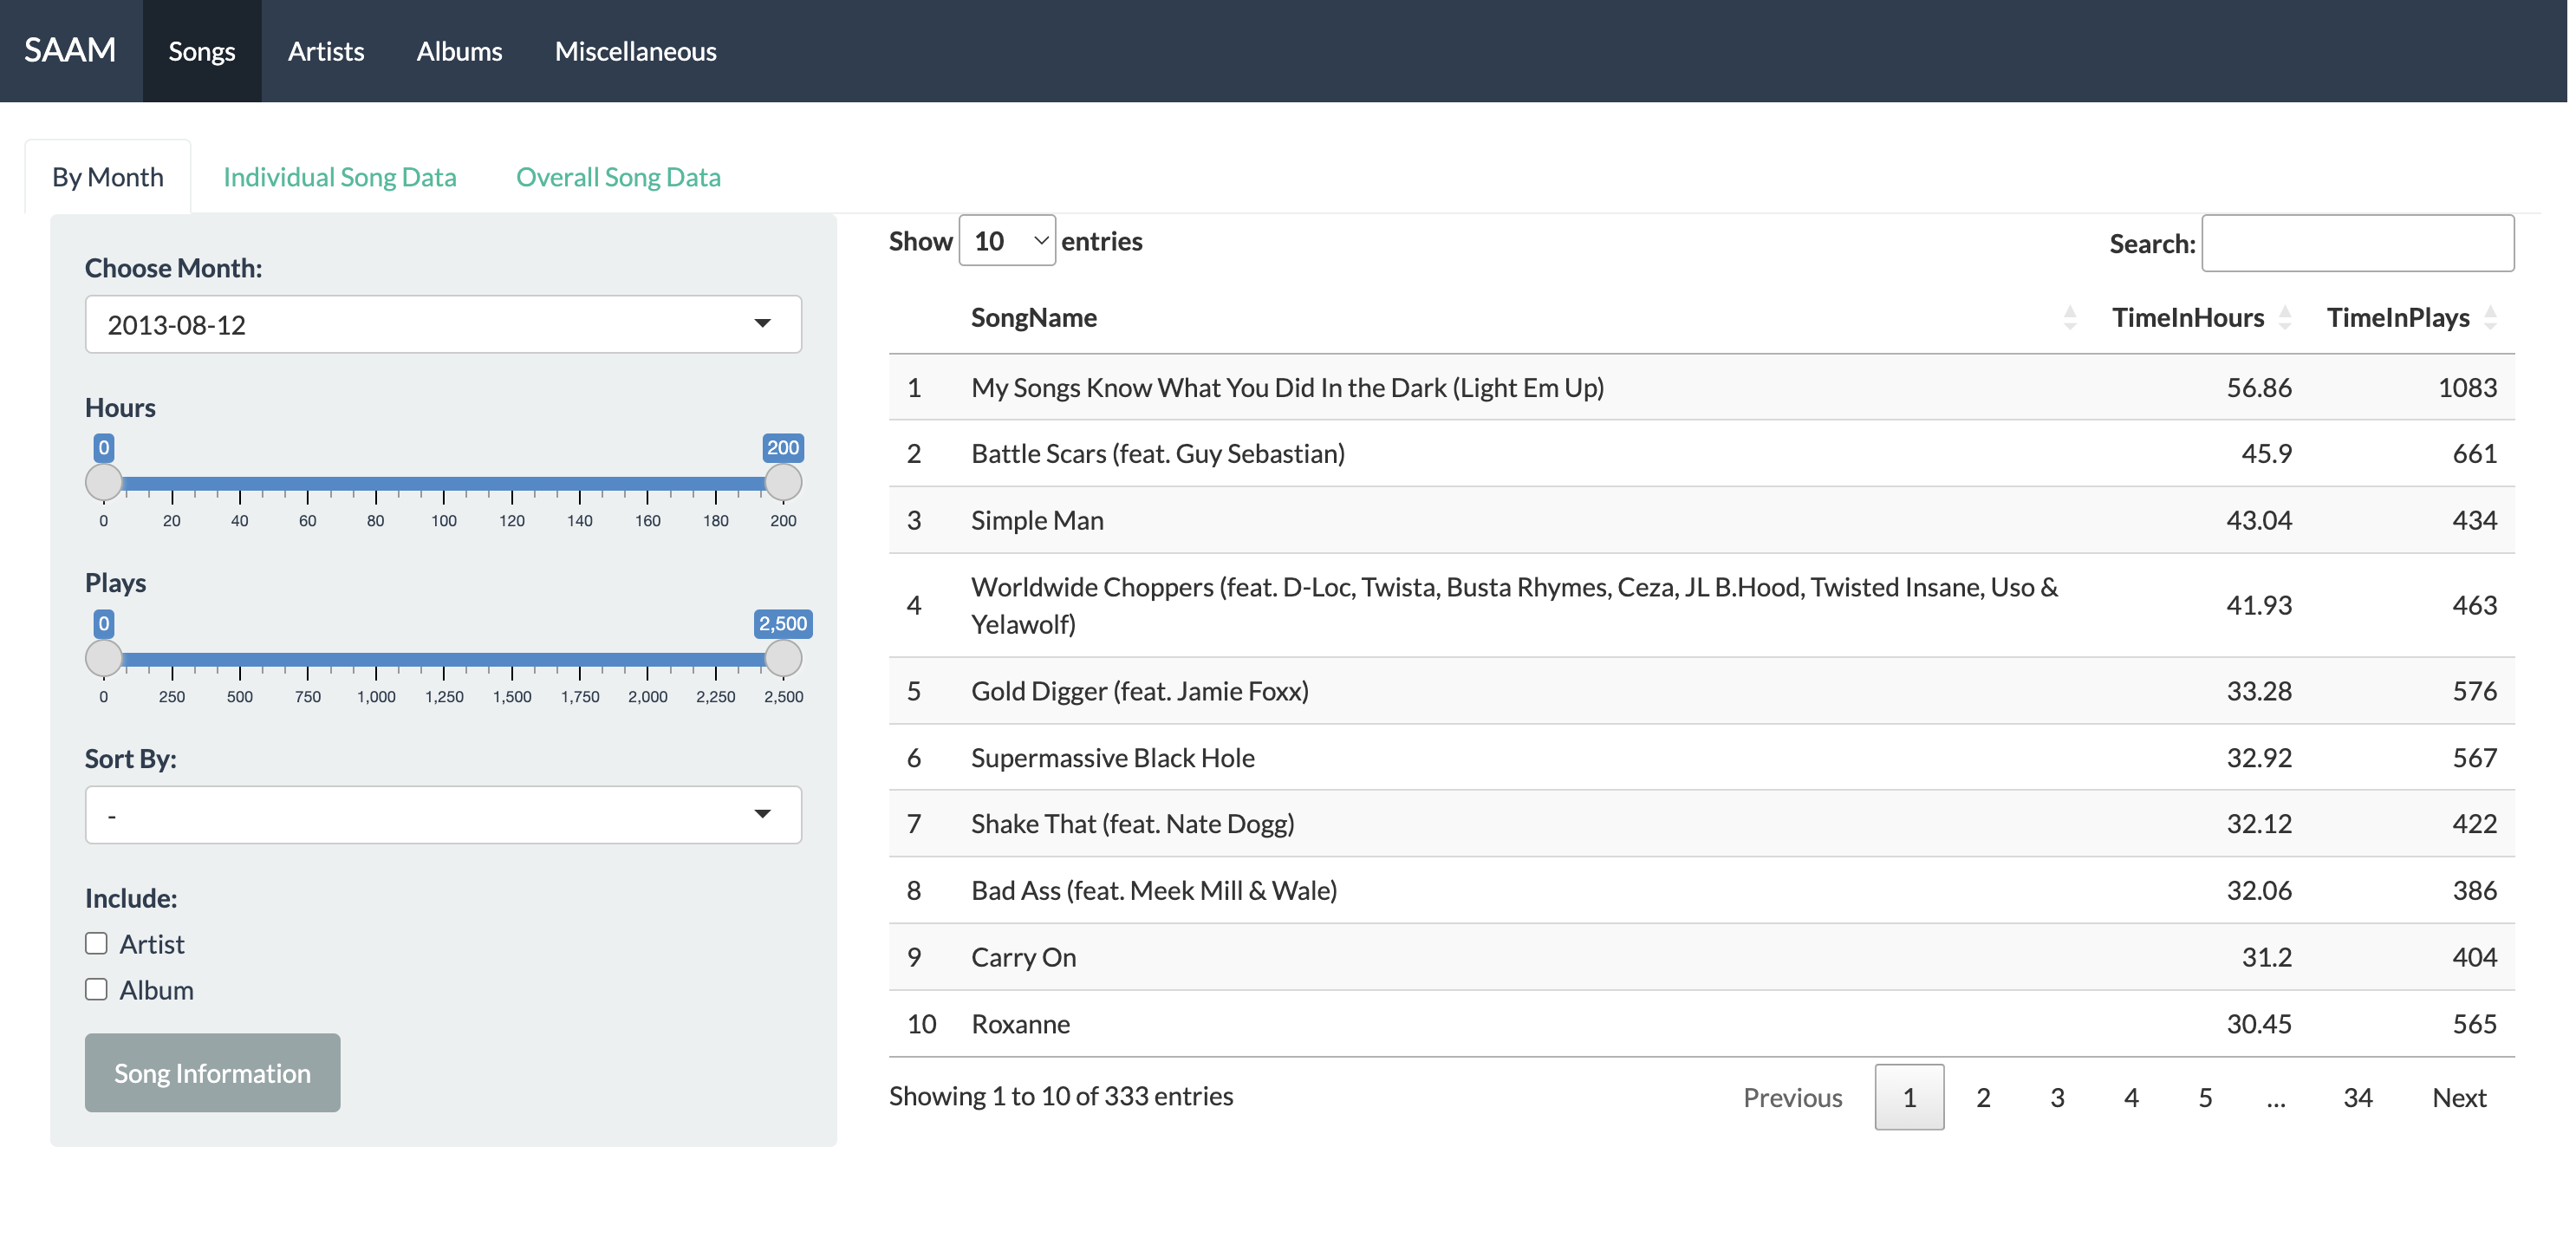 SAAM Songs Artists Albums Miscellaneous
By Month Individual Song Data Overall Song Data
Choose Month:
2013-08-12
Hours
0 200
0 20 40 60 80 100 120 140 160 180 200
Plays
0 2,500
0 250 500 750 1,000 1,250 1,500 1,750 2,000 2,250 2,500
Sort By:
-
Include:
Artist
Album
Song Information
Show 10 entries
Search:
SongName TimeInHours TimeInPlays
1 My Songs Know What You Did In the Dark (Light Em Up) 56.86 1083
2 Battle Scars (feat. Guy Sebastian) 45.9 661
3 Simple Man 43.04 434
4 Worldwide Choppers (feat. D-Loc, Twista, Busta Rhymes, Ceza, JL B.Hood, Twisted Insane, Uso &
Yelawolf) 41.93 463
5 Gold Digger (feat. Jamie Foxx) 33.28 576
6 Supermassive Black Hole 32.92 567
7 Shake That (feat. Nate Dogg) 32.12 422
8 Bad Ass (feat. Meek Mill & Wale) 32.06 386
9 Carry On 31.2 404
10 Roxanne 30.45 565
Showing 1 to 10 of 333 entries
Previous 1 2 3 4 5 ... 34 Next